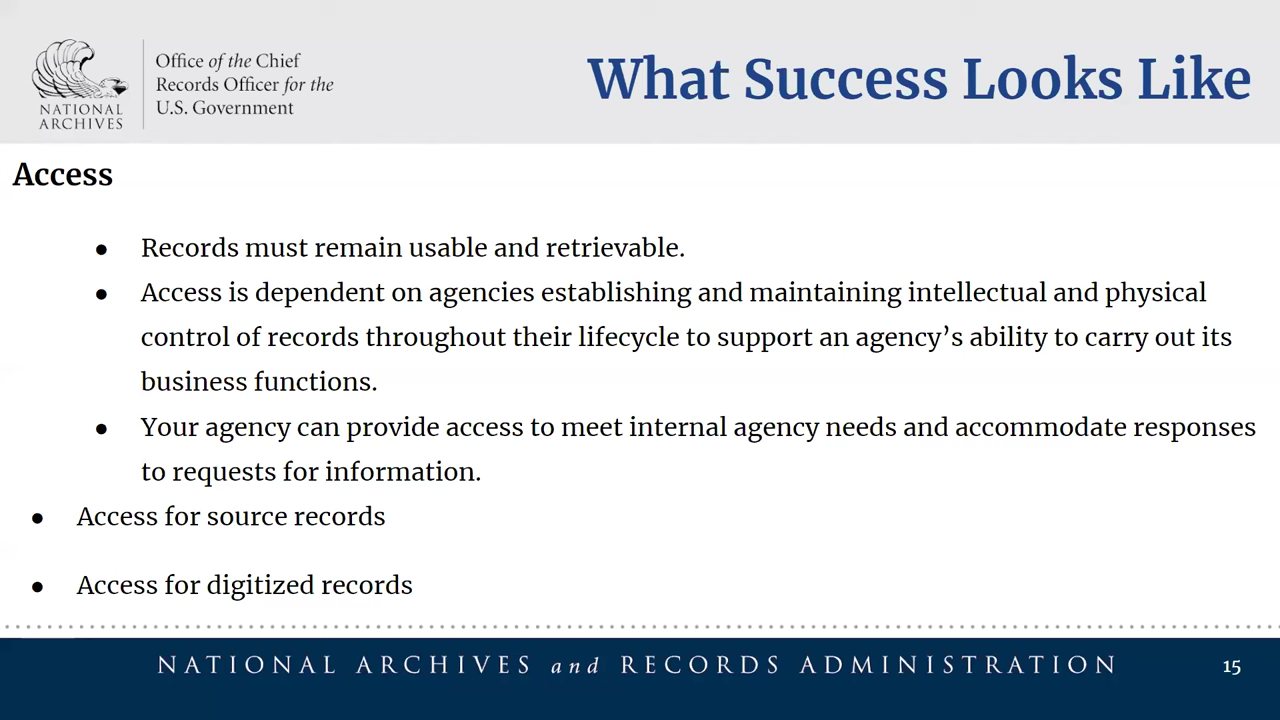 NATIONAL
ARCHIVES
Office of the Chief
Records Officer for the
U.S. Government
What Success Looks Like
Access
● Records must remain usable and retrievable.
● Access is dependent on agencies establishing and maintaining intellectual and physical
control of records throughout their lifecycle to support an agency’s ability to carry out its
business functions.
● Your agency can provide access to meet internal agency needs and accommodate responses
to requests for information.
● Access for source records
● Access for digitized records
NATIONAL ARCHIVES and RECORDS ADMINISTRATION
15